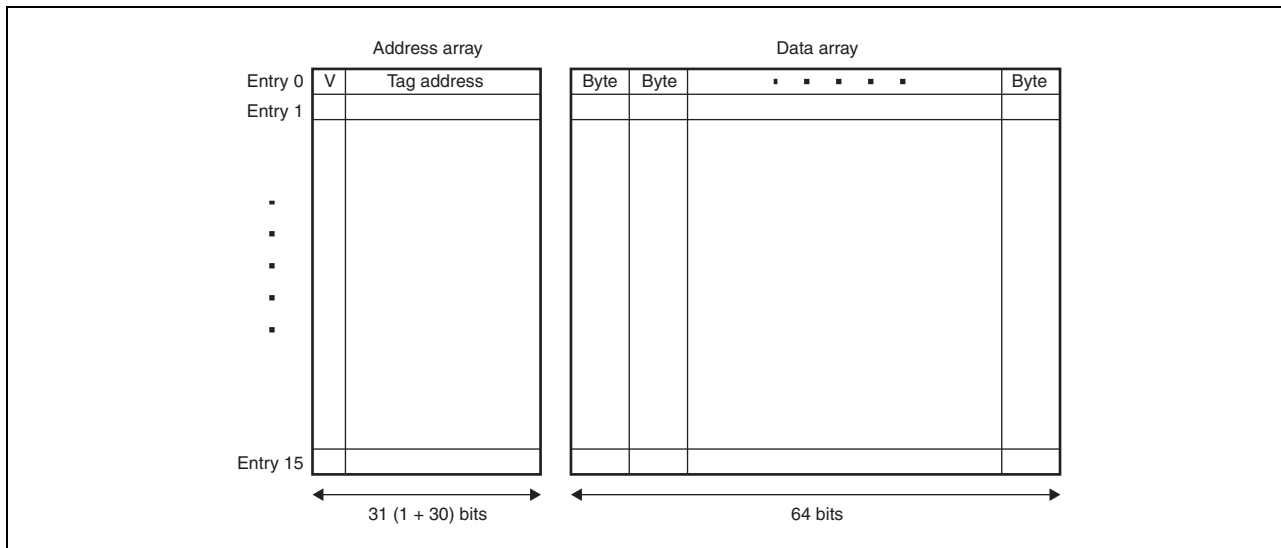 Address array Data array
Entry 0 V Tag address Byte Byte Byte
Entry 1
Entry 15
31 (1 + 30) bits 64 bits